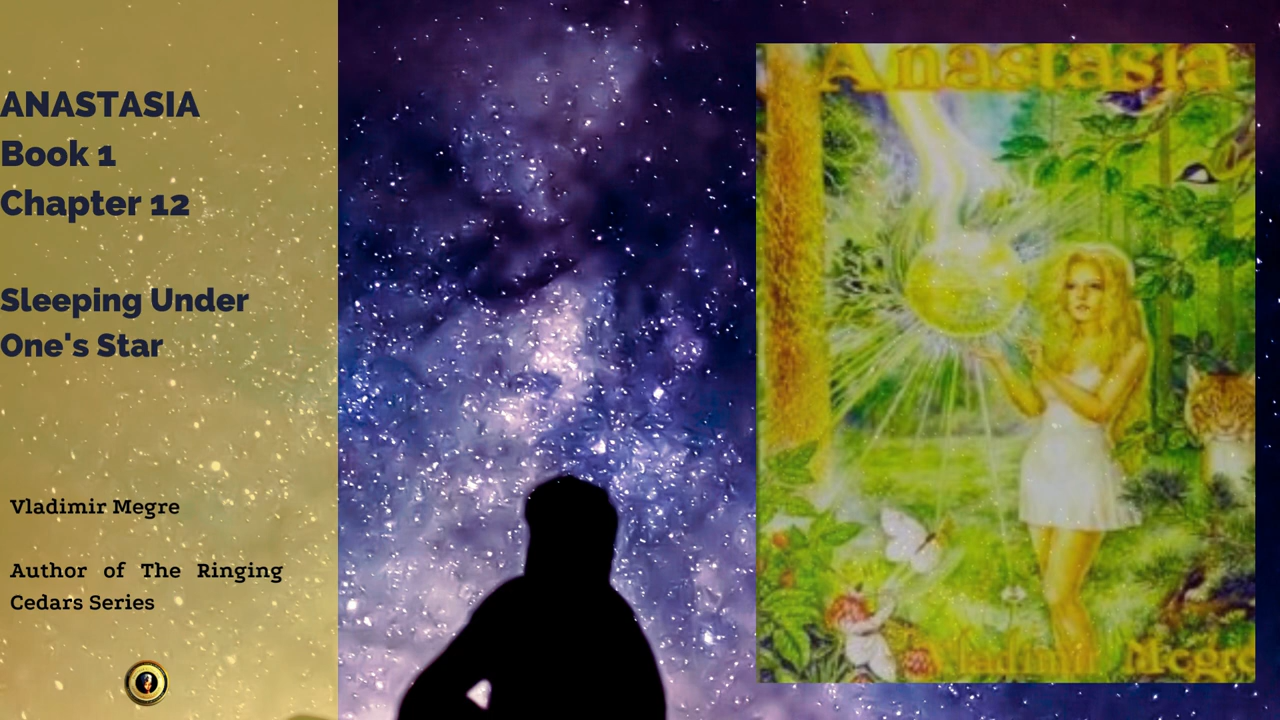 ANASTASIA
Book 1
Chapter 12
Sleeping Under
One's Star
Vladimir Megre
Author of The Ringing
Cedars Series
Anastasia
Vladimir Megre